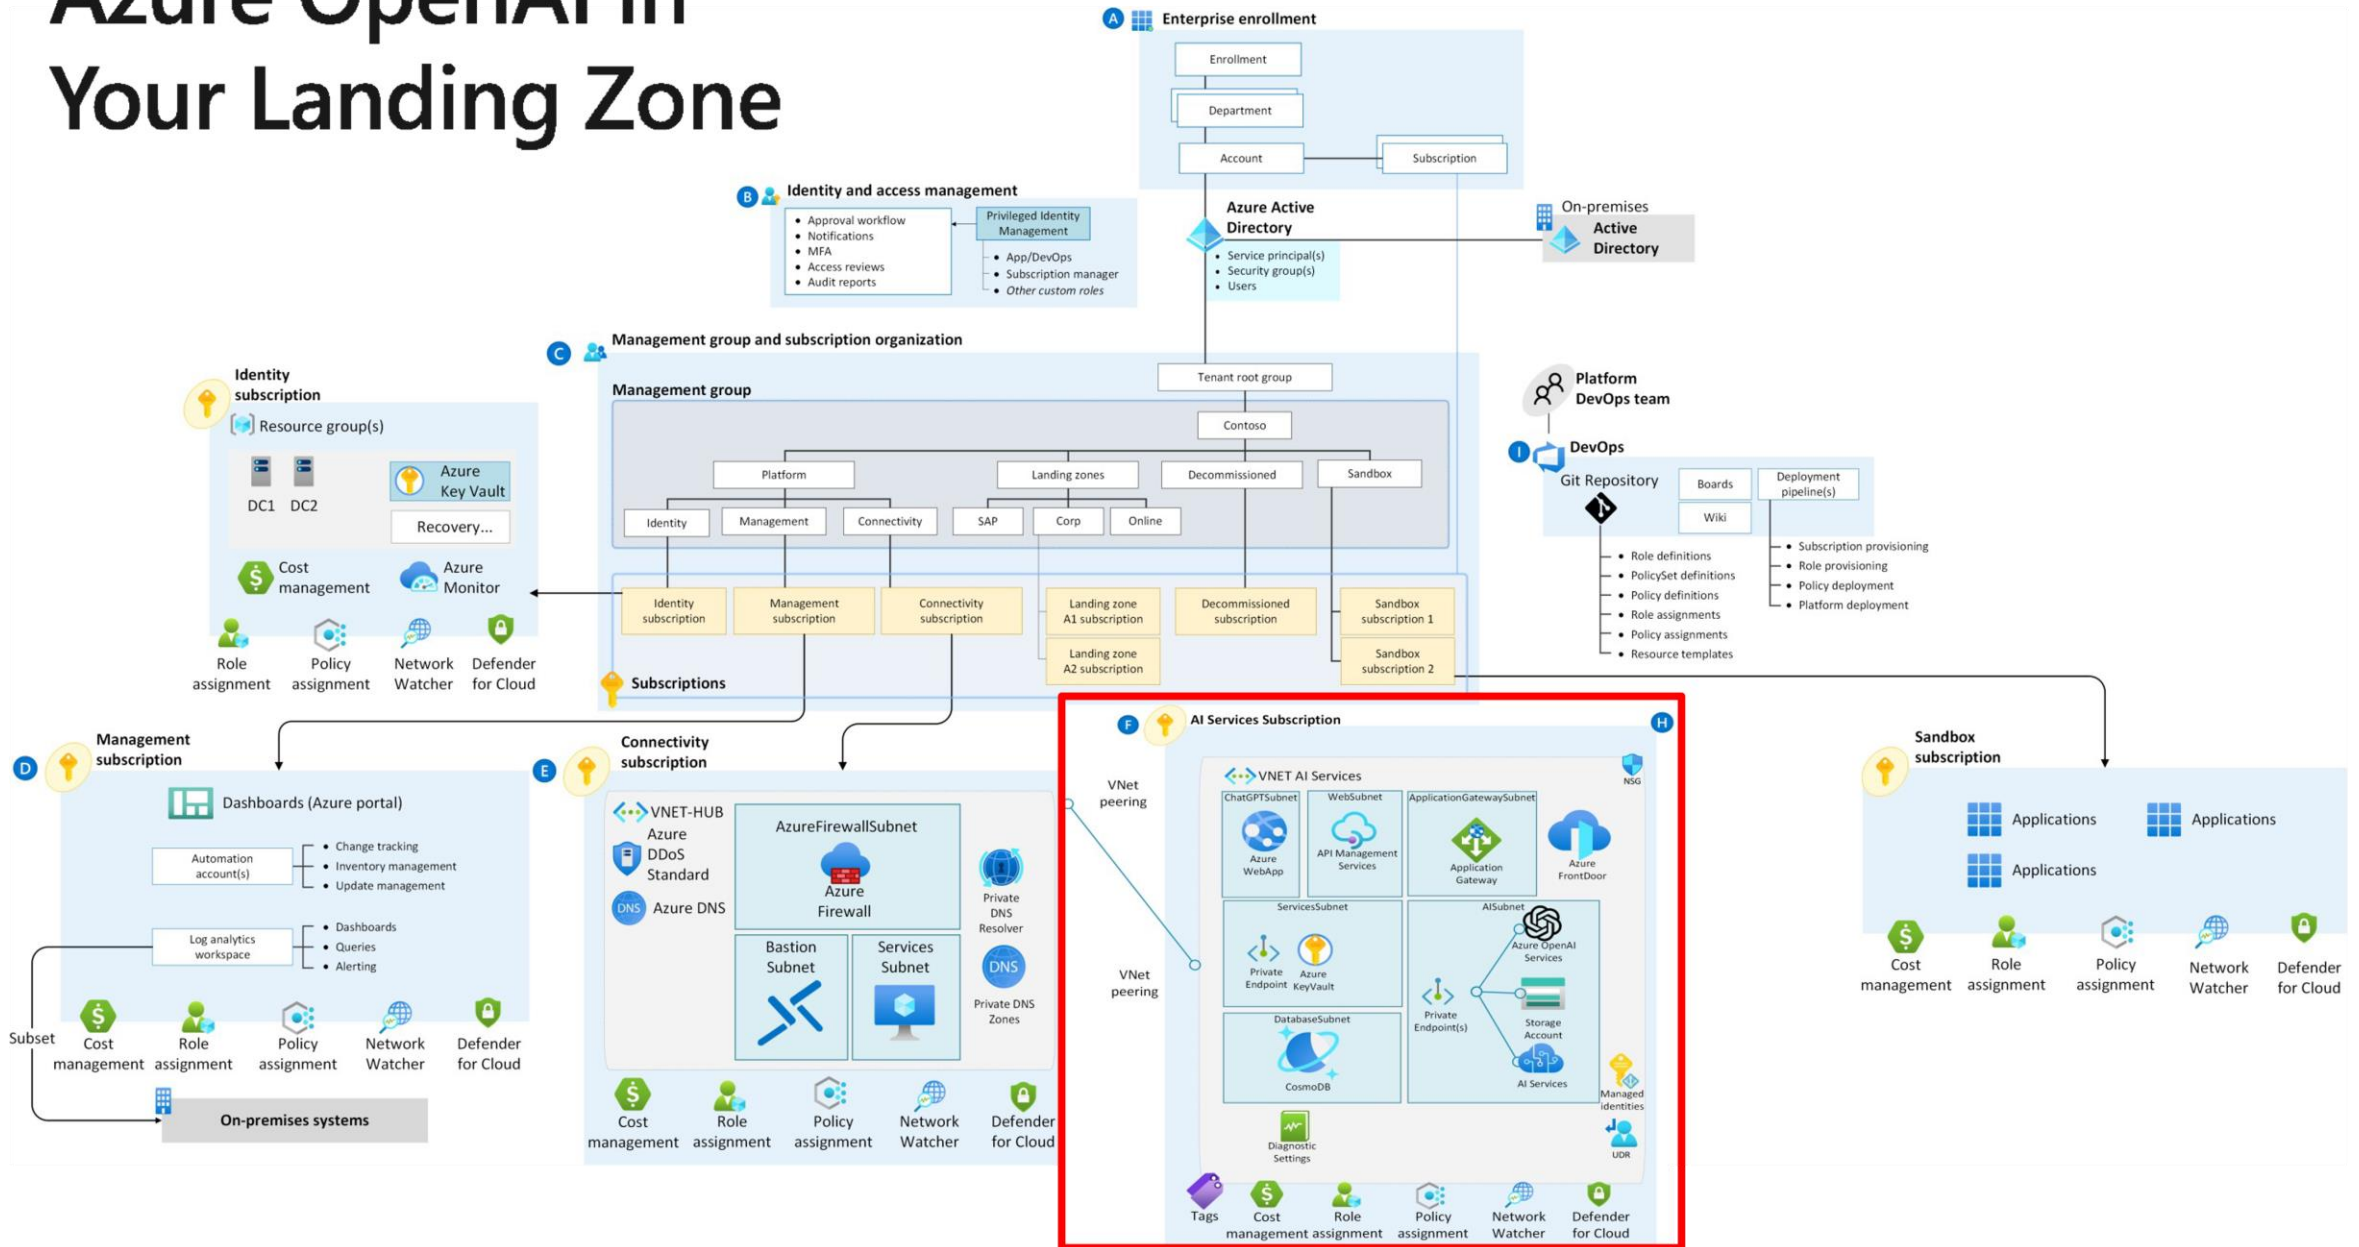 Azure OpenAI in
Your Landing Zone
A
Enterprise enrollment
Enrollment
Department
Account
Subscription
B
Identity and access management
• Approval workflow
• Notifications
• MFA
• Access reviews
• Audit reports
Privileged Identity
Management
• App/DevOps
• Subscription manager
• Other custom roles
Azure Active
Directory
• Service principal(s)
• Security group(s)
• Users
On-premises
Active
Directory
C
Management group and subscription organization
Management group
Tenant root group
Contoso
Platform
Landing zones
Decommissioned
Sandbox
Identity
Management
Connectivity
SAP
Corp
Online
Identity
subscription
Management
subscription
Connectivity
subscription
Landing zone
A1 subscription
Decommissioned
subscription
Sandbox
subscription 1
Landing zone
A2 subscription
Sandbox
subscription 2
Subscriptions
Identity
subscription
Resource group(s)
DC1
DC2
Azure
Key Vault
Recovery...
Cost
management
Azure
Monitor
Role
assignment
Policy
assignment
Network
Watcher
Defender
for Cloud
Platform
DevOps team
I
DevOps
Git Repository
Boards
Wiki
Deployment
pipeline(s)
• Role definitions
• PolicySet definitions
• Policy definitions
• Role assignments
• Policy assignments
• Resource templates
• Subscription provisioning
• Role provisioning
• Policy deployment
• Platform deployment
D
Management
subscription
Dashboards (Azure portal)
Automation
account(s)
• Change tracking
• Inventory management
• Update management
Log analytics
workspace
• Dashboards
• Queries
• Alerting
Subset
Cost
management
Role
assignment
Policy
assignment
Network
Watcher
Defender
for Cloud
On-premises systems
E
Connectivity
subscription
VNET-HUB
Azure
DDoS
Standard
DNS
Azure DNS
AzureFirewallSubnet
Azure
Firewall
Bastion
Subnet
Services
Subnet
Private
DNS
Resolver
DNS
Private DNS
Zones
Cost
management
Role
assignment
Policy
assignment
Network
Watcher
Defender
for Cloud
VNet
peering
VNet
peering
F
AI Services Subscription
H
VNET AI Services
NSG
ChatGPTSubnet
Azure
WebApp
WebSubnet
API Management
Services
ApplicationGatewaySubnet
Application
Gateway
Azure
FrontDoor
ServicesSubnet
Private
Endpoint
Azure
KeyVault
AISubnet
Azure OpenAI
Services
Private
Endpoint(s)
Storage
Account
AI Services
DatabaseSubnet
CosmoDB
Managed
identities
UDR
Diagnostic
Settings
Tags
Cost
management
Role
assignment
Policy
assignment
Network
Watcher
Defender
for Cloud
Sandbox
subscription
Applications
Applications
Applications
Cost
management
Role
assignment
Policy
assignment
Network
Watcher
Defender
for Cloud